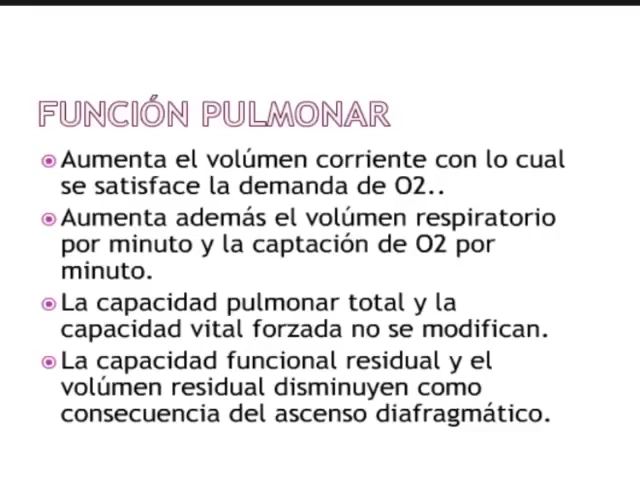 FUNCIÓN PULMONAR
Aumenta el volúmen corriente con lo cual
se satisface la demanda de O2..
Aumenta además el volúmen respiratorio
por minuto y la captación de O2 por
minuto.
La capacidad pulmonar total y la
capacidad vital forzada no se modifican.
La capacidad funcional residual y el
volúmen residual disminuyen como
consecuencia del ascenso diafragmático.